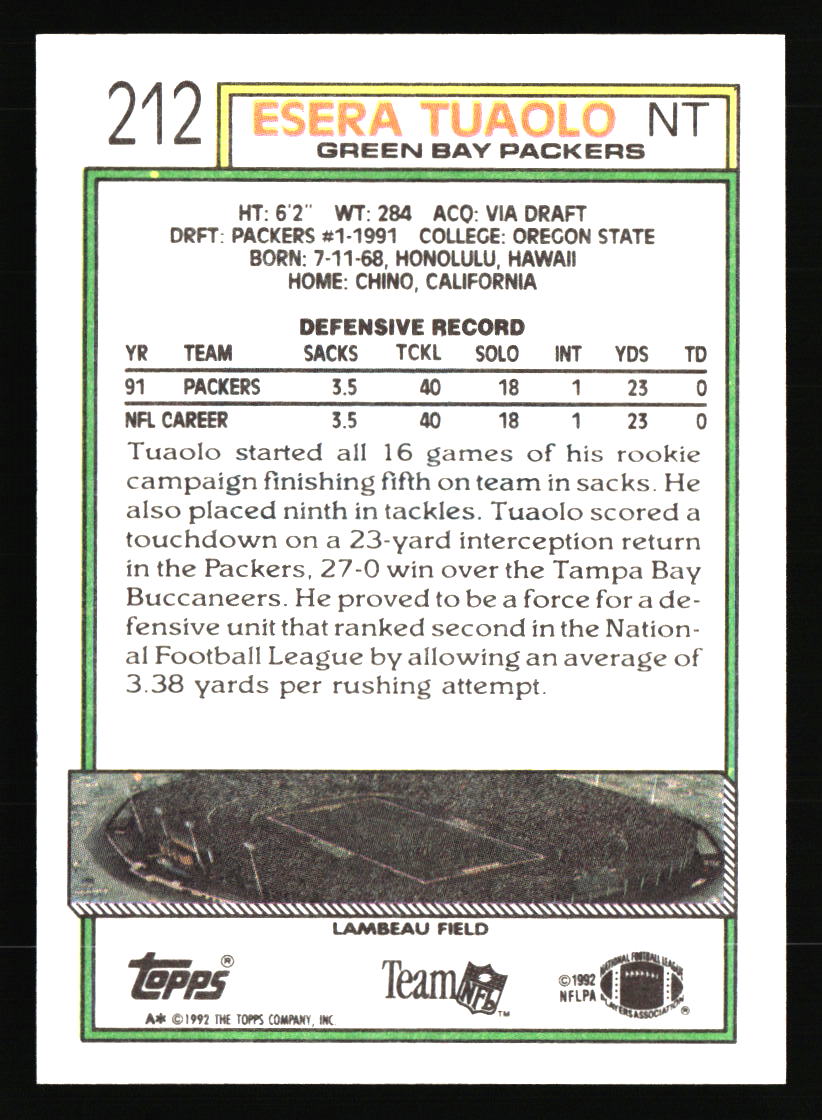 212
ESERA TUAOLO NT
GREEN BAY PACKERS
HT: 6'2" WT: 284 ACQ: VIA DRAFT
DRFT: PACKERS #1-1991 COLLEGE: OREGON STATE
BORN: 7-11-68, HONOLULU, HAWAII
HOME: CHINO, CALIFORNIA
DEFENSIVE RECORD
YR TEAM SACKS TCKL SOLO INT YDS TD
91 PACKERS 3.5 40 18 1 23 0
NFL CAREER 3.5 40 18 1 23 0
Tuaolo started all 16 games of his rookie
campaign finishing fifth on team in sacks. He
also placed ninth in tackles. Tuaolo scored a
touchdown on a 23-yard interception return
in the Packers, 27-0 win over the Tampa Bay
Buccaneers. He proved to be a force for a de-
fensive unit that ranked second in the Nation-
al Football League by allowing an average of
3.38 yards per rushing attempt.
LAMBEAU FIELD
TOPPS®
Team NFL™
©1992
NFLPA
NATIONAL FOOTBALL LEAGUE
PLAYERS ASSOCIATION®
A* ©1992 THE TOPPS COMPANY, INC